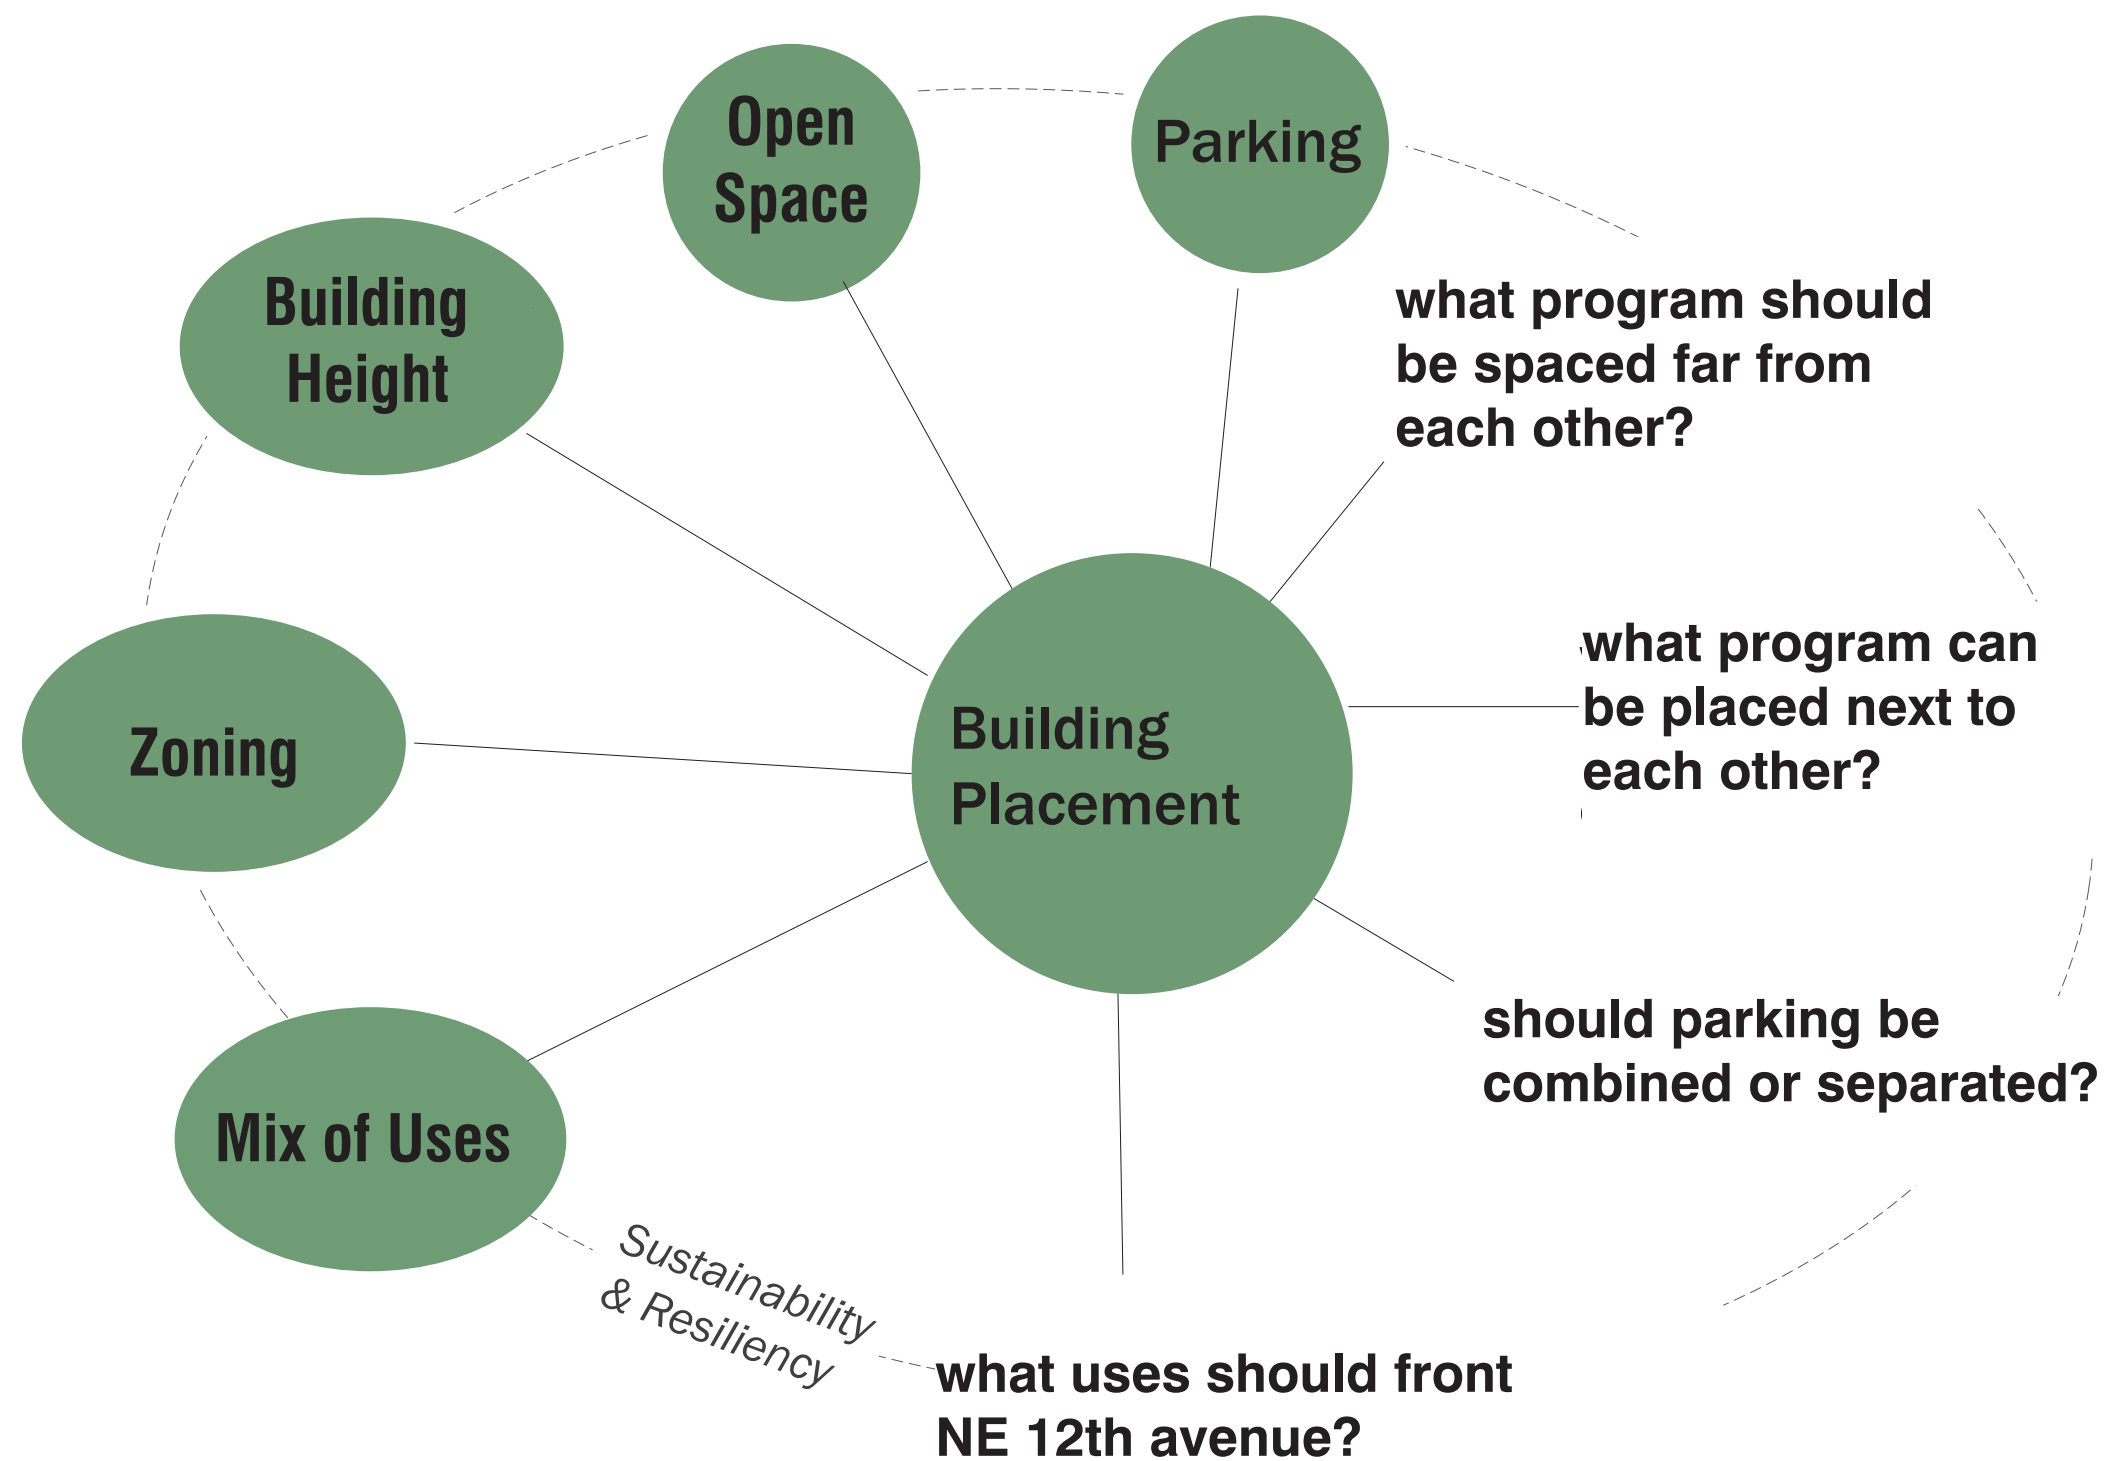 Open
Space
Parking
Building
Height
what program should
be spaced far from
each other?
Zoning
Building
Placement
what program can
be placed next to
each other?
should parking be
combined or separated?
Mix of Uses
Sustainability
& Resiliency
what uses should front
NE 12th avenue?